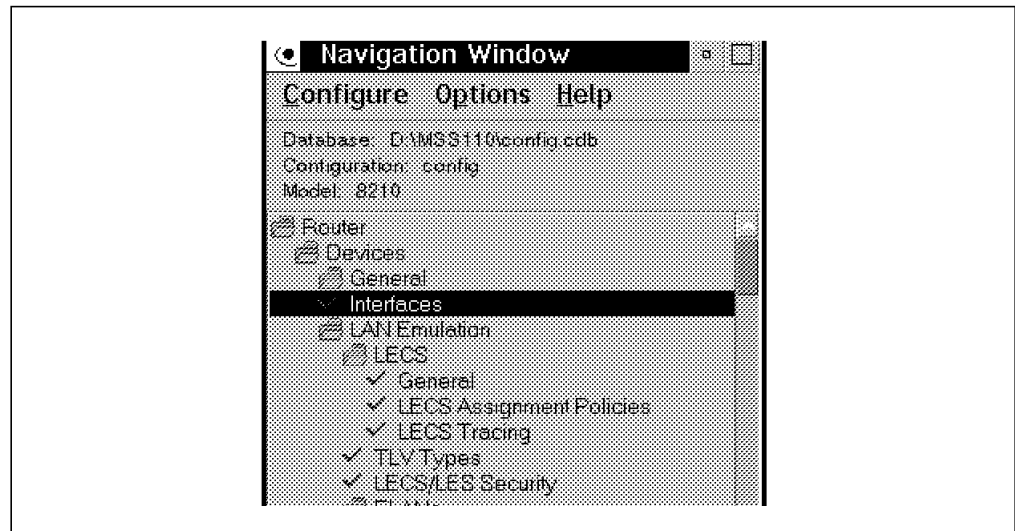 Navigation Window
Configure Options Help
Database: D:\MSS110\config.cdb
Configuration: config
Model: 8210
Router
Devices
General
Interfaces
LAN Emulation
LECS
General
LECS Assignment Policies
LECS Tracing
TLV Types
LECS/LES Security